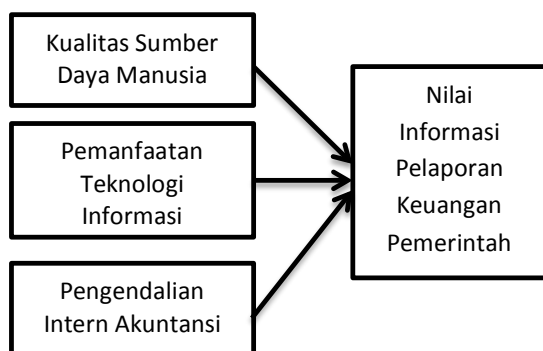 Kualitas Sumber
Daya Manusia
Pemanfaatan
Teknologi
Informasi
Pengendalian
Intern Akuntansi
Nilai
Informasi
Pelaporan
Keuangan
Pemerintah